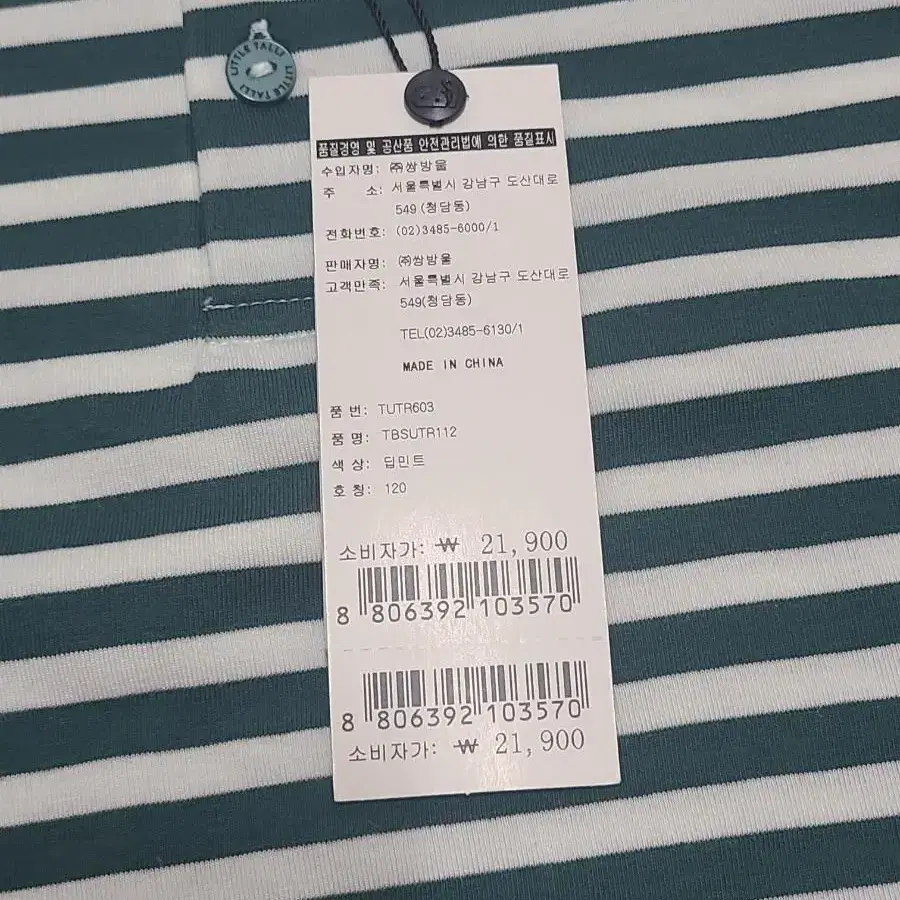 LITTLE TALLI LITTLE TALLI
품질경영 및 공산품 안전관리법에 의한 품질표시
수입자명: ㈜쌍방울
주 소: 서울특별시 강남구 도산대로
549 (청담동)
전화번호: (02)3485-6000/1
판매자명: ㈜쌍방울
고객만족: 서울특별시 강남구 도산대로
549(청담동)
TEL(02)3485-6130/1
MADE IN CHINA
품 번: TUTR603
품 명: TBSUTR112
색 상: 딥민트
호 칭: 120
소비자가: ₩ 21,900
8 806392 103570
8 806392 103570
소비자가: ₩ 21,900